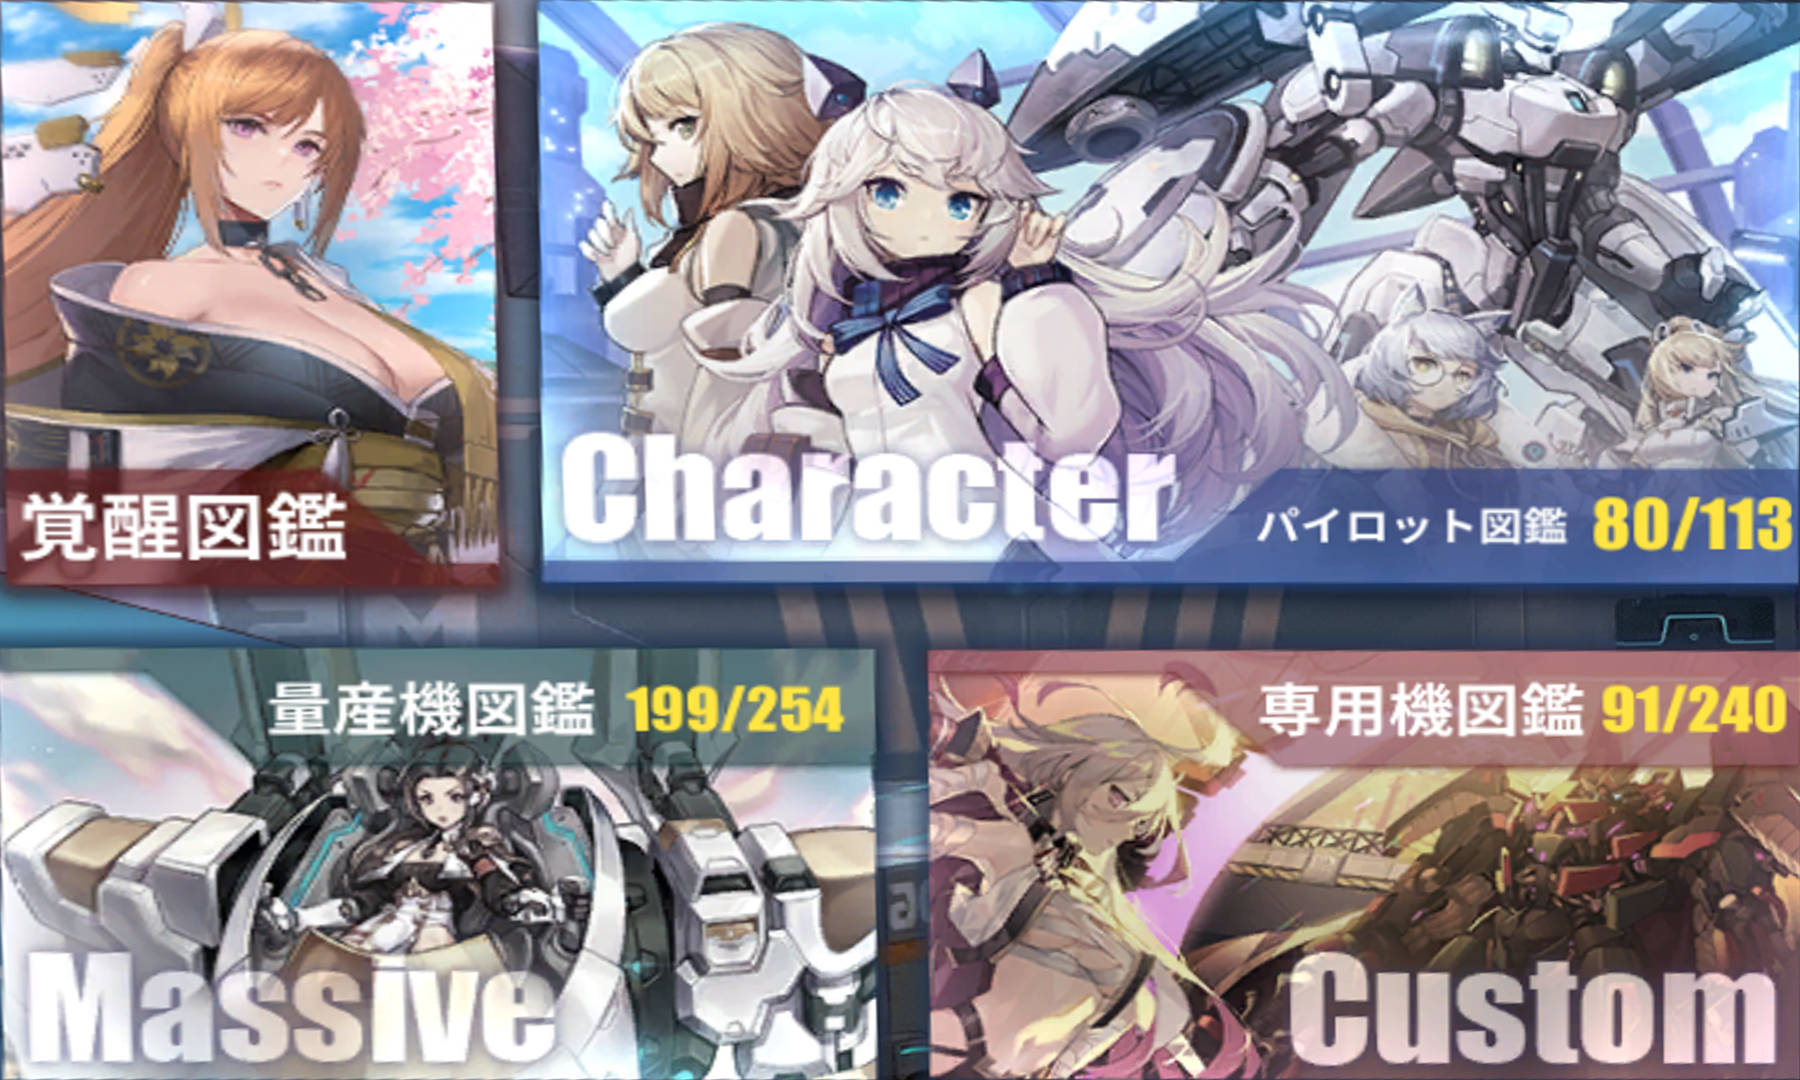 覚醒図鑑
Character
パイロット図鑑 80/113
量産機図鑑 199/254
Massive
専用機図鑑 91/240
Custom